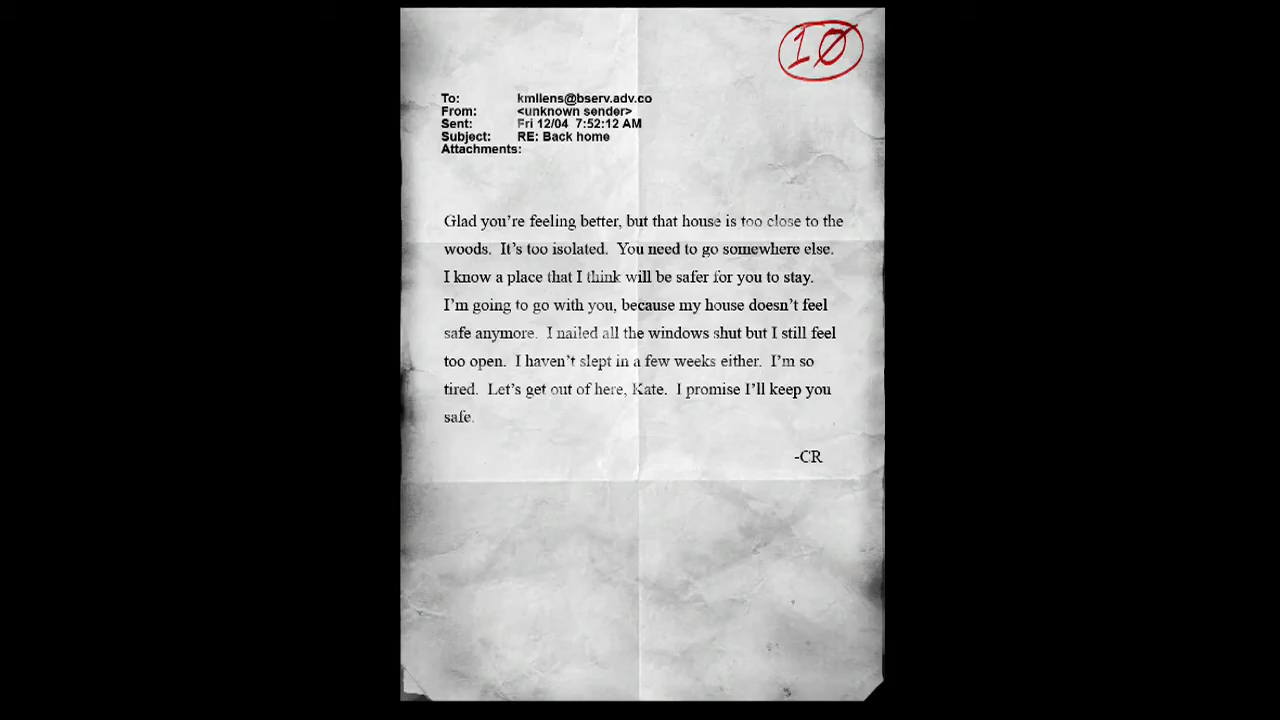 10
To: kmllens@bserv.adv.co
From: <unknown sender>
Sent: Fri 12/04 7:52:12 AM
Subject: RE: Back home
Attachments:
Glad you’re feeling better, but that house is too close to the
woods. It’s too isolated. You need to go somewhere else.
I know a place that I think will be safer for you to stay.
I’m going to go with you, because my house doesn’t feel
safe anymore. I nailed all the windows shut but I still feel
too open. I haven’t slept in a few weeks either. I’m so
tired. Let’s get out of here, Kate. I promise I’ll keep you
safe.
-CR